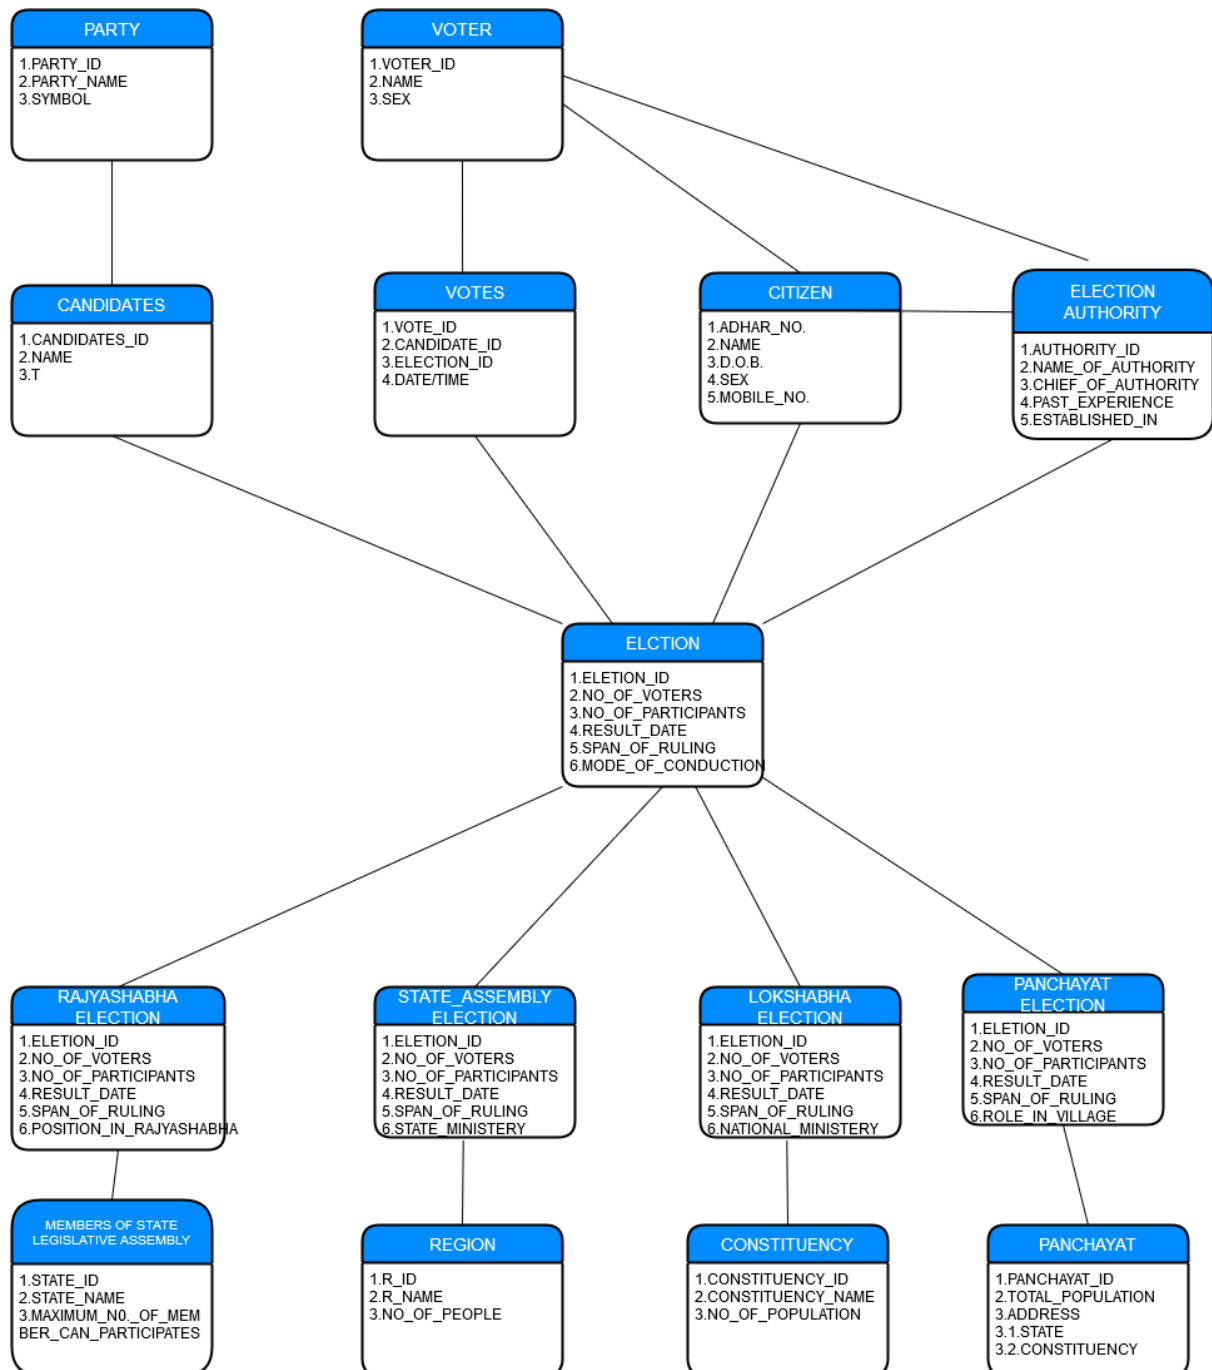 PARTY
1.PARTY_ID
2.PARTY_NAME
3.SYMBOL
VOTER
1.VOTER_ID
2.NAME
3.SEX
CANDIDATES
1.CANDIDATES_ID
2.NAME
3.T
VOTES
1.VOTE_ID
2.CANDIDATE_ID
3.ELECTION_ID
4.DATE/TIME
CITIZEN
1.ADHAR_NO.
2.NAME
3.D.O.B.
4.SEX
5.MOBILE_NO.
ELECTION
AUTHORITY
1.AUTHORITY_ID
2.NAME_OF_AUTHORITY
3.CHIEF_OF_AUTHORITY
4.PAST_EXPERIENCE
5.ESTABLISHED_IN
ELCTION
1.ELETION_ID
2.NO_OF_VOTERS
3.NO_OF_PARTICIPANTS
4.RESULT_DATE
5.SPAN_OF_RULING
6.MODE_OF_CONDUCTION
RAJYASHABHA
ELECTION
1.ELETION_ID
2.NO_OF_VOTERS
3.NO_OF_PARTICIPANTS
4.RESULT_DATE
5.SPAN_OF_RULING
6.POSITION_IN_RAJYASHABHA
STATE_ASSEMBLY
ELECTION
1.ELETION_ID
2.NO_OF_VOTERS
3.NO_OF_PARTICIPANTS
4.RESULT_DATE
5.SPAN_OF_RULING
6.STATE_MINISTERY
LOKSHABHA
ELECTION
1.ELETION_ID
2.NO_OF_VOTERS
3.NO_OF_PARTICIPANTS
4.RESULT_DATE
5.SPAN_OF_RULING
6.NATIONAL_MINISTERY
PANCHAYAT
ELECTION
1.ELETION_ID
2.NO_OF_VOTERS
3.NO_OF_PARTICIPANTS
4.RESULT_DATE
5.SPAN_OF_RULING
6.ROLE_IN_VILLAGE
MEMBERS OF STATE
LEGISLATIVE ASSEMBLY
1.STATE_ID
2.STATE_NAME
3.MAXIMUM_N0._OF_MEM
BER_CAN_PARTICIPATES
REGION
1.R_ID
2.R_NAME
3.NO_OF_PEOPLE
CONSTITUENCY
1.CONSTITUENCY_ID
2.CONSTITUENCY_NAME
3.NO_OF_POPULATION
PANCHAYAT
1.PANCHAYAT_ID
2.TOTAL_POPULATION
3.ADDRESS
3.1.STATE
3.2.CONSTITUENCY